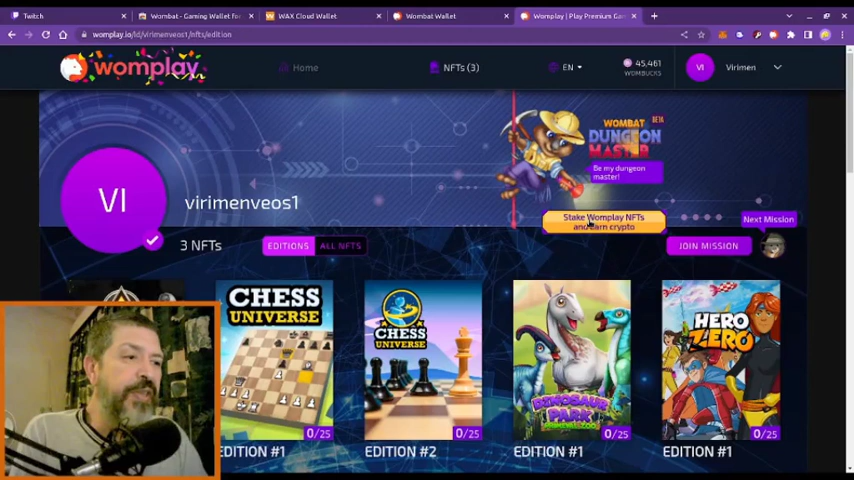 Twitch
Wombat - Gaming Wallet For
WAX Cloud Wallet
Wombat Wallet
Womplay | Play Premium Gam
womplay.io/id/virimenveos1/nfts/edition
womplay
Home
NFTs (3)
EN
45,461
WOMBUCKS
VI
Virimen
WOMBAT
BETA
DUNGEON
MASTER
Be my dungeon
master!
VI
virimenveos1
Stake Womplay NFTs
and earn crypto
Next Mission
3 NFTs
EDITIONS
ALL NFTS
JOIN MISSION
CHESS
UNIVERSE
0/25
EDITION #1
CHESS
UNIVERSE
0/25
EDITION #2
DINOSAUR
PARK
PRIMEVAL ZOO
0/25
EDITION #1
HERO
ZERO
0/25
EDITION #1